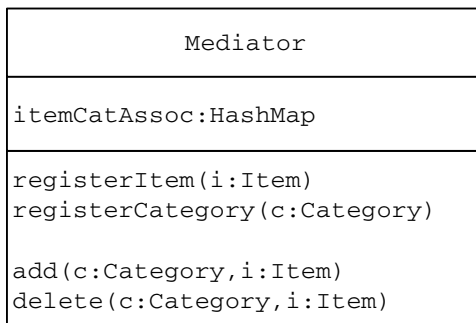 Mediator
itemCatAssoc:HashMap
registerItem(i:Item)
registerCategory(c:Category)
add(c:Category,i:Item)
delete(c:Category,i:Item)